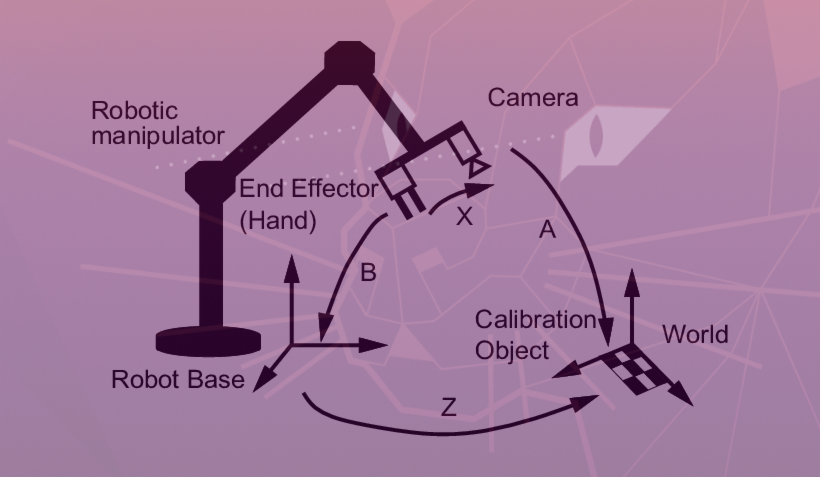 Camera
Robotic
manipulator
End Effector
(Hand)
X
A
B
Calibration
Object
World
Robot Base
Z